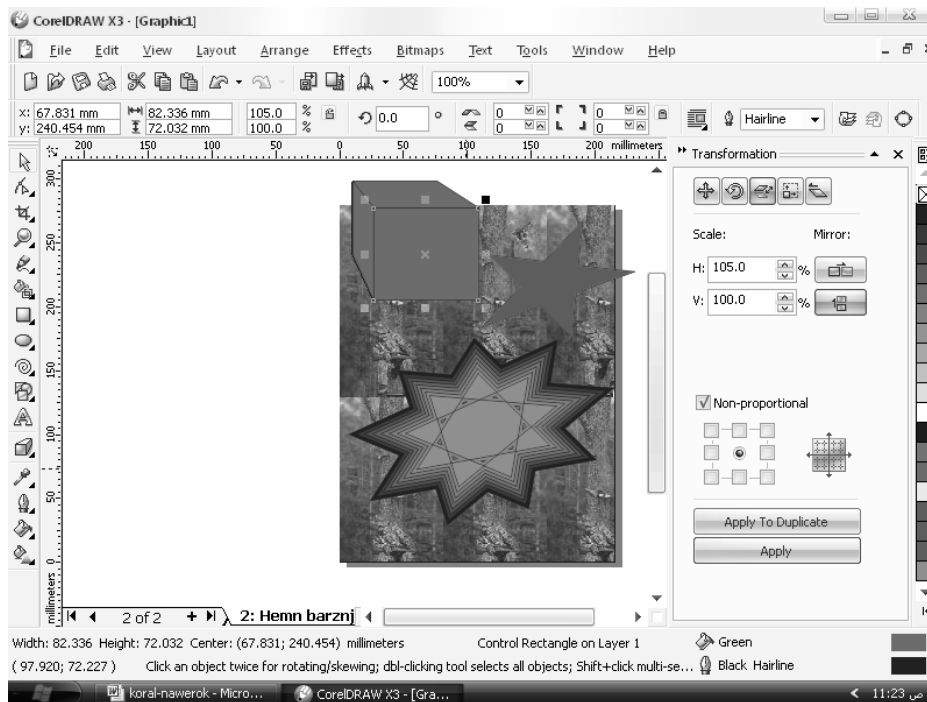 CorelDRAW X3 - [Graphic1]
File Edit View Layout Arrange Effects Bitmaps Text Tools Window Help
100%
x: 67.831 mm 82.336 mm 105.0 % 0.0 ° 0 0 Hairline
y: 240.454 mm 72.032 mm 100.0 % 0 0
200 150 100 50 0 50 100 150 200 millimeters
300
250
200
150
100
50
0
millimeters
Transformation
Scale: Mirror:
H: 105.0 %
V: 100.0 %
Non-proportional
Apply To Duplicate
Apply
2 of 2 2: Hemn barznj
Width: 82.336 Height: 72.032 Center: (67.831; 240.454) millimeters Control Rectangle on Layer 1 Green
( 97.920; 72.227 ) Click an object twice for rotating/skewing; dbl-clicking tool selects all objects; Shift+click multi-se... Black Hairline
koral-nawerok - Micro... CorelDRAW X3 - [Gra... 11:23 ص